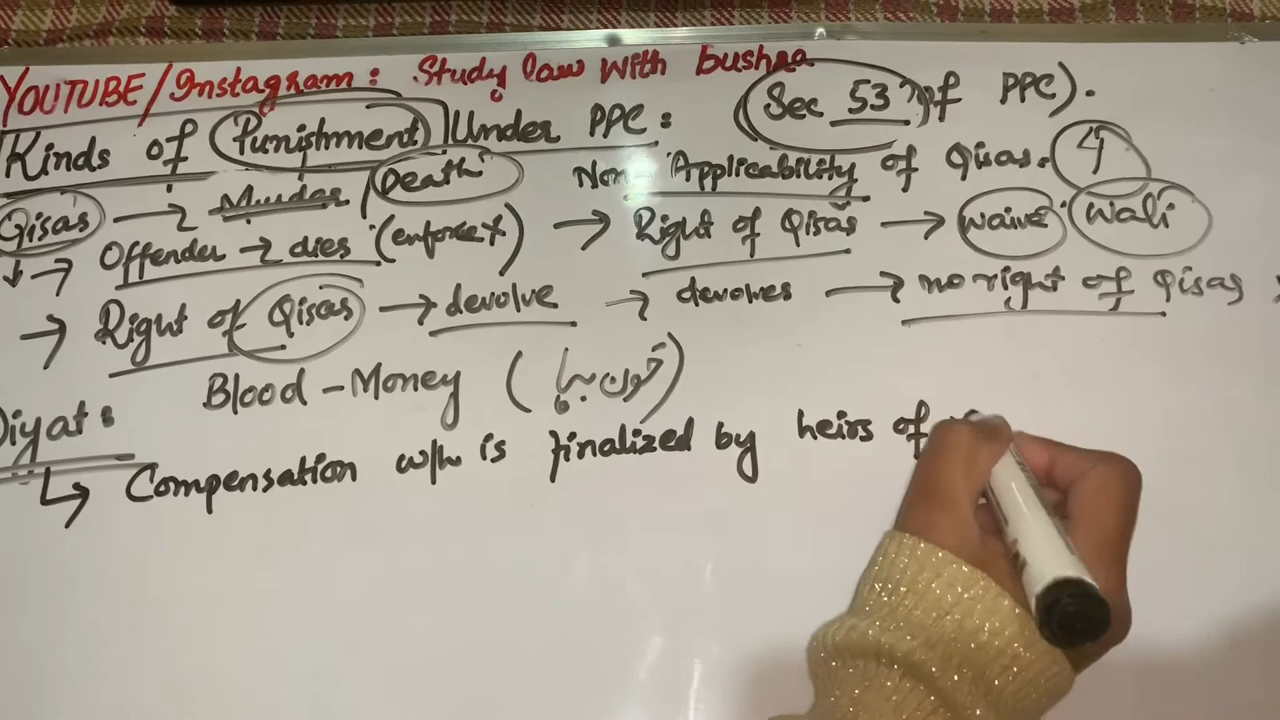 YOUTUBE/Instagram: Study law With bushra
Kinds of Punishment Under PPC: (Sec 53 of PPC).
Qisas → Murder / Death Non-Applicability of Qisas. 4
↓ → Offender → dies (enforce x) → Right of Qisas → waive Wali
→ Right of Qisas → devolve → devolves → no right of Qisas
Diyat: Blood-Money (خون بہا)
↳ Compensation w/h is finalized by heirs of